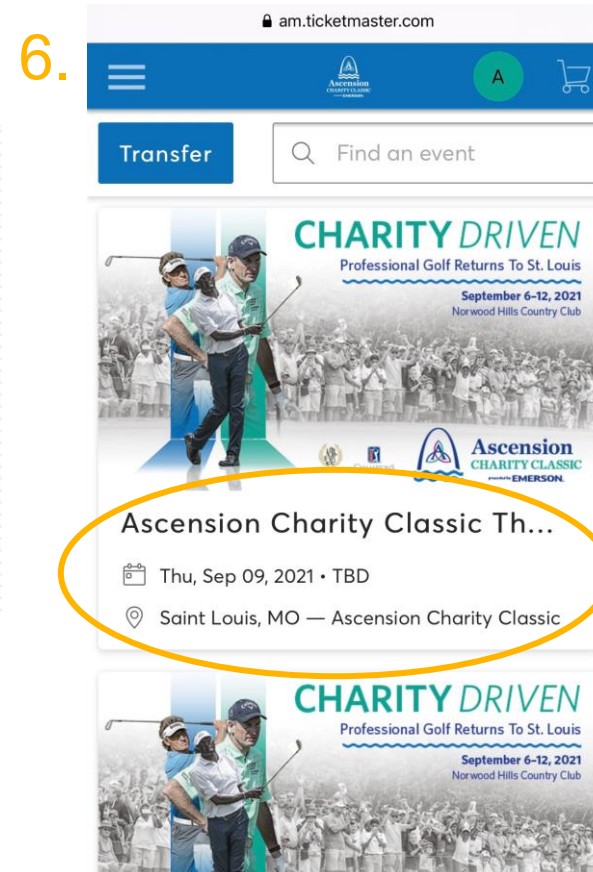 6.
am.ticketmaster.com
Ascension
CHARITY CLASSIC
EMERSON
A
Transfer
Find an event
CHARITY DRIVEN
Professional Golf Returns To St. Louis
September 6-12, 2021
Norwood Hills Country Club
Ascension
CHARITY CLASSIC
presented by EMERSON.
Ascension Charity Classic Th...
Thu, Sep 09, 2021 • TBD
Saint Louis, MO — Ascension Charity Classic
CHARITY DRIVEN
Professional Golf Returns To St. Louis
September 6-12, 2021
Norwood Hills Country Club